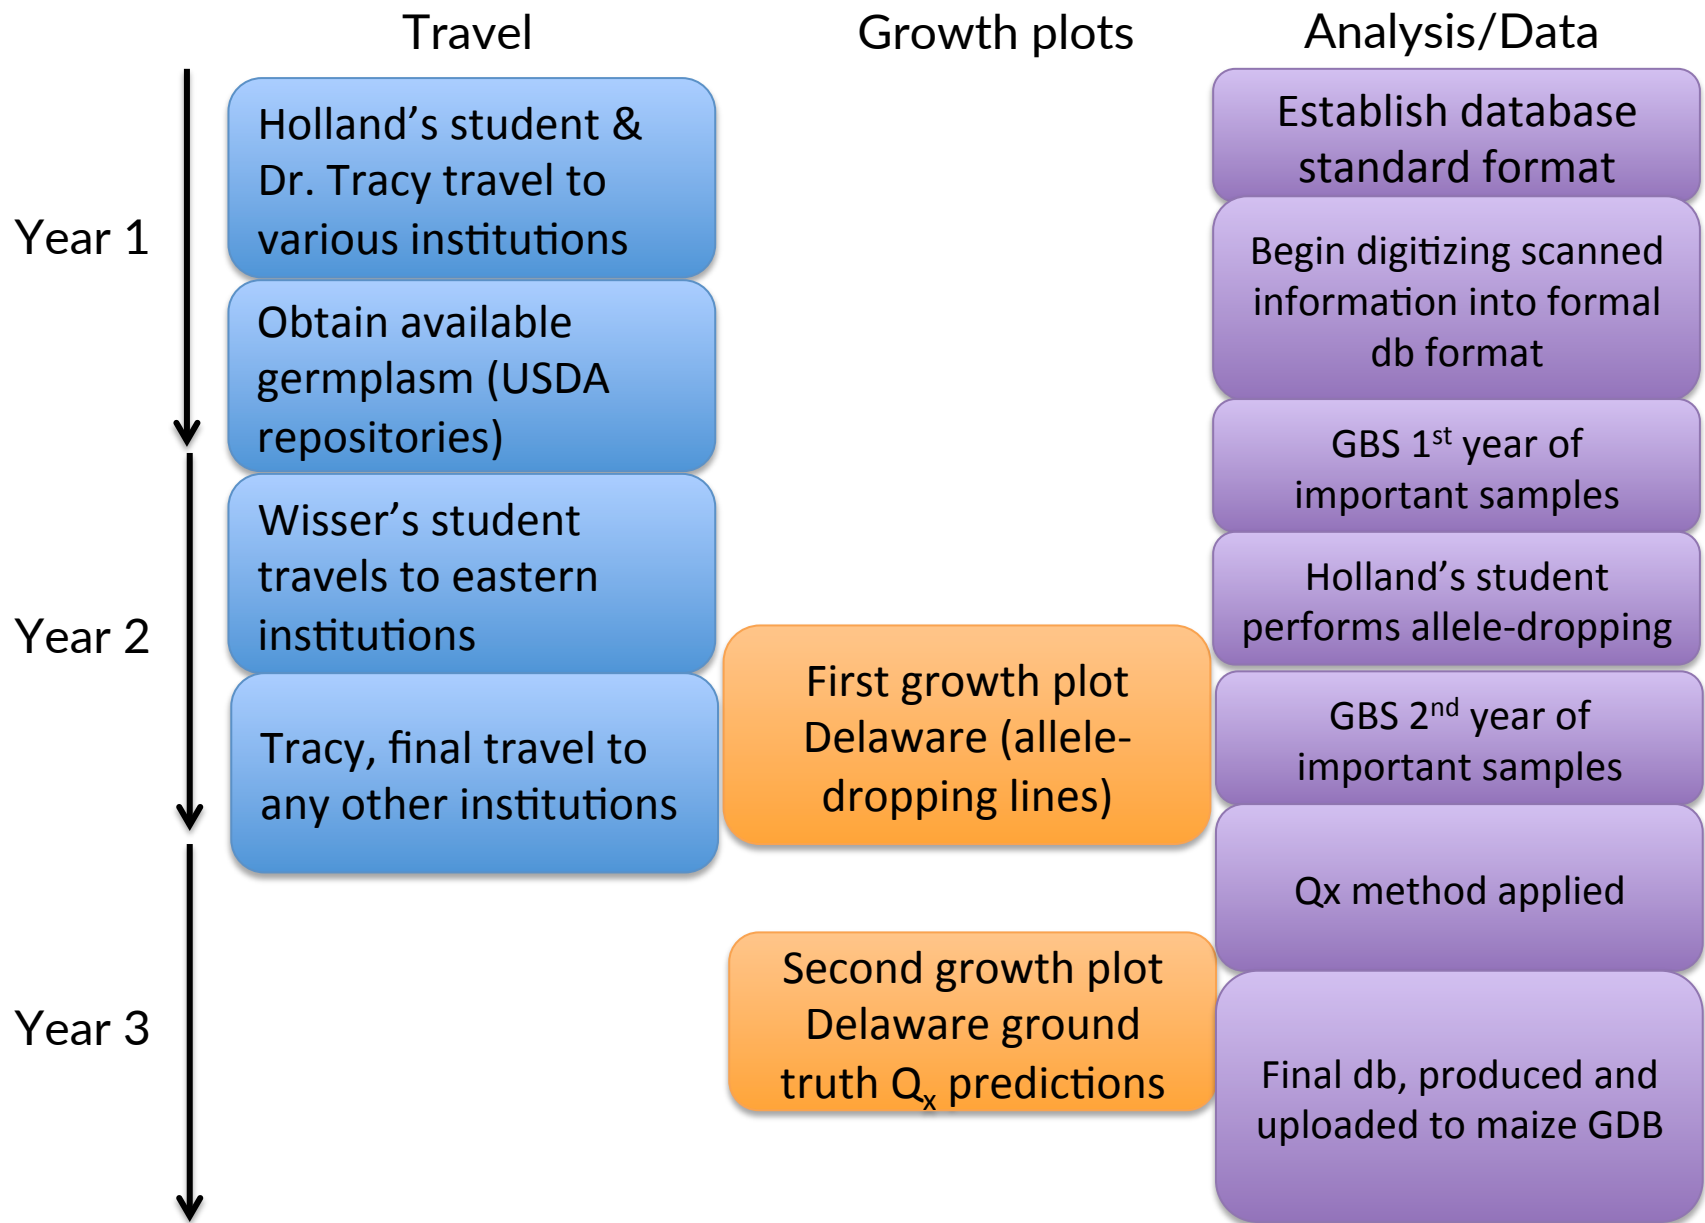 Travel
Growth plots
Analysis/Data
Year 1
Year 2
Year 3
Holland's student &
Dr. Tracy travel to
various institutions
Obtain available
germplasm (USDA
repositories)
Wisser's student
travels to eastern
institutions
Tracy, final travel to
any other institutions
First growth plot
Delaware (allele-
dropping lines)
Second growth plot
Delaware ground
truth Qx predictions
Establish database
standard format
Begin digitizing scanned
information into formal
db format
GBS 1st year of
important samples
Holland's student
performs allele-dropping
GBS 2nd year of
important samples
Qx method applied
Final db, produced and
uploaded to maize GDB